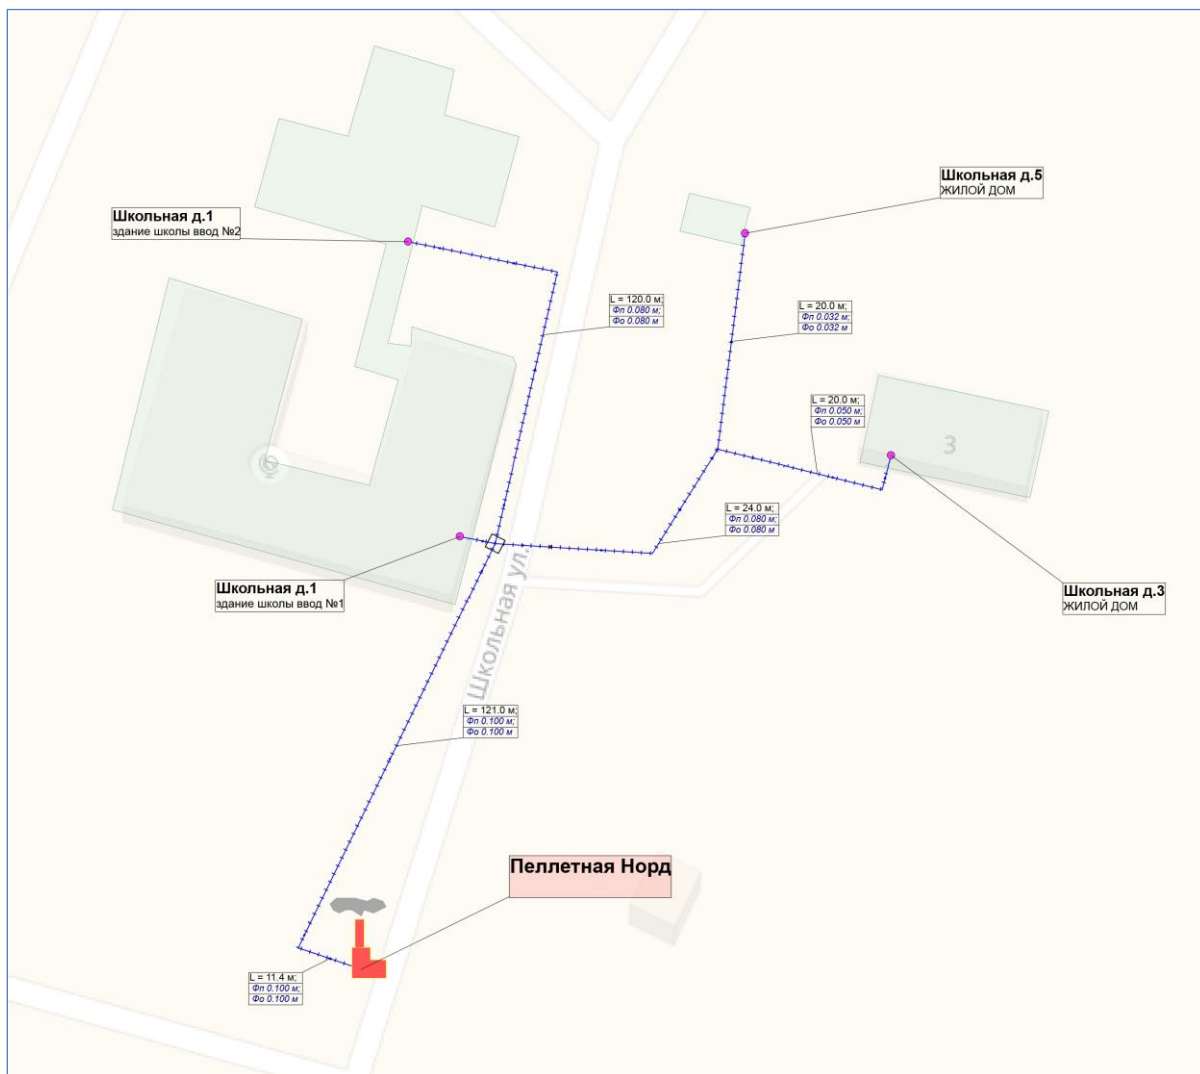 Школьная д.5
ЖИЛОЙ ДОМ
Школьная д.1
здание школы ввод №2
L = 120.0 м;
Фп 0.080 м;
Фо 0.080 м
L = 20.0 м;
Фп 0.032 м;
Фо 0.032 м
L = 20.0 м;
Фп 0.050 м;
Фо 0.050 м
3
L = 24.0 м;
Фп 0.080 м;
Фо 0.080 м
Школьная д.1
здание школы ввод №1
Школьная ул.
Школьная д.3
ЖИЛОЙ ДОМ
L = 121.0 м;
Фп 0.100 м;
Фо 0.100 м
Пеллетная Норд
L = 11.4 м;
Фп 0.100 м;
Фо 0.100 м